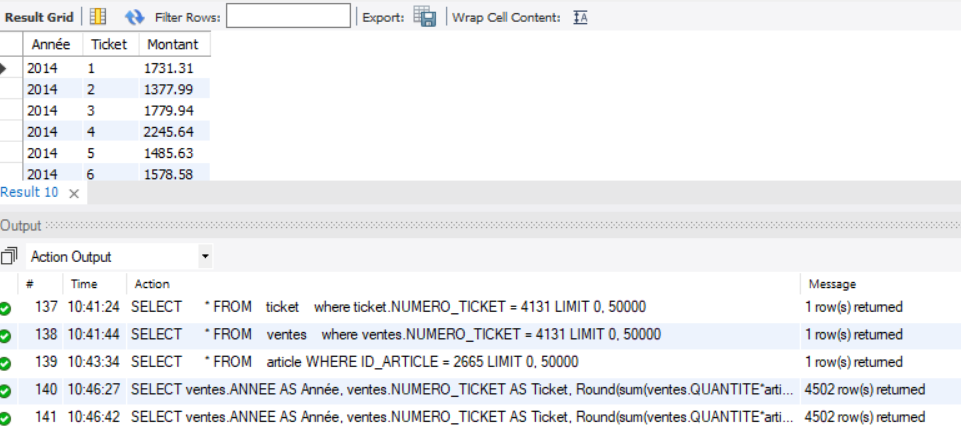 Result Grid Filter Rows: Export: Wrap Cell Content: IA
Année Ticket Montant
2014 1 1731.31
2014 2 1377.99
2014 3 1779.94
2014 4 2245.64
2014 5 1485.63
2014 6 1578.58
Result 10 ×
Output
Action Output
# Time Action Message
137 10:41:24 SELECT * FROM ticket where ticket.NUMERO_TICKET = 4131 LIMIT 0, 50000 1 row(s) returned
138 10:41:44 SELECT * FROM ventes where ventes.NUMERO_TICKET = 4131 LIMIT 0, 50000 1 row(s) returned
139 10:43:34 SELECT * FROM article WHERE ID_ARTICLE = 2665 LIMIT 0, 50000 1 row(s) returned
140 10:46:27 SELECT ventes.ANNEE AS Année, ventes.NUMERO_TICKET AS Ticket, Round(sum(ventes.QUANTITE*arti... 4502 row(s) returned
141 10:46:42 SELECT ventes.ANNEE AS Année, ventes.NUMERO_TICKET AS Ticket, Round(sum(ventes.QUANTITE*arti... 4502 row(s) returned